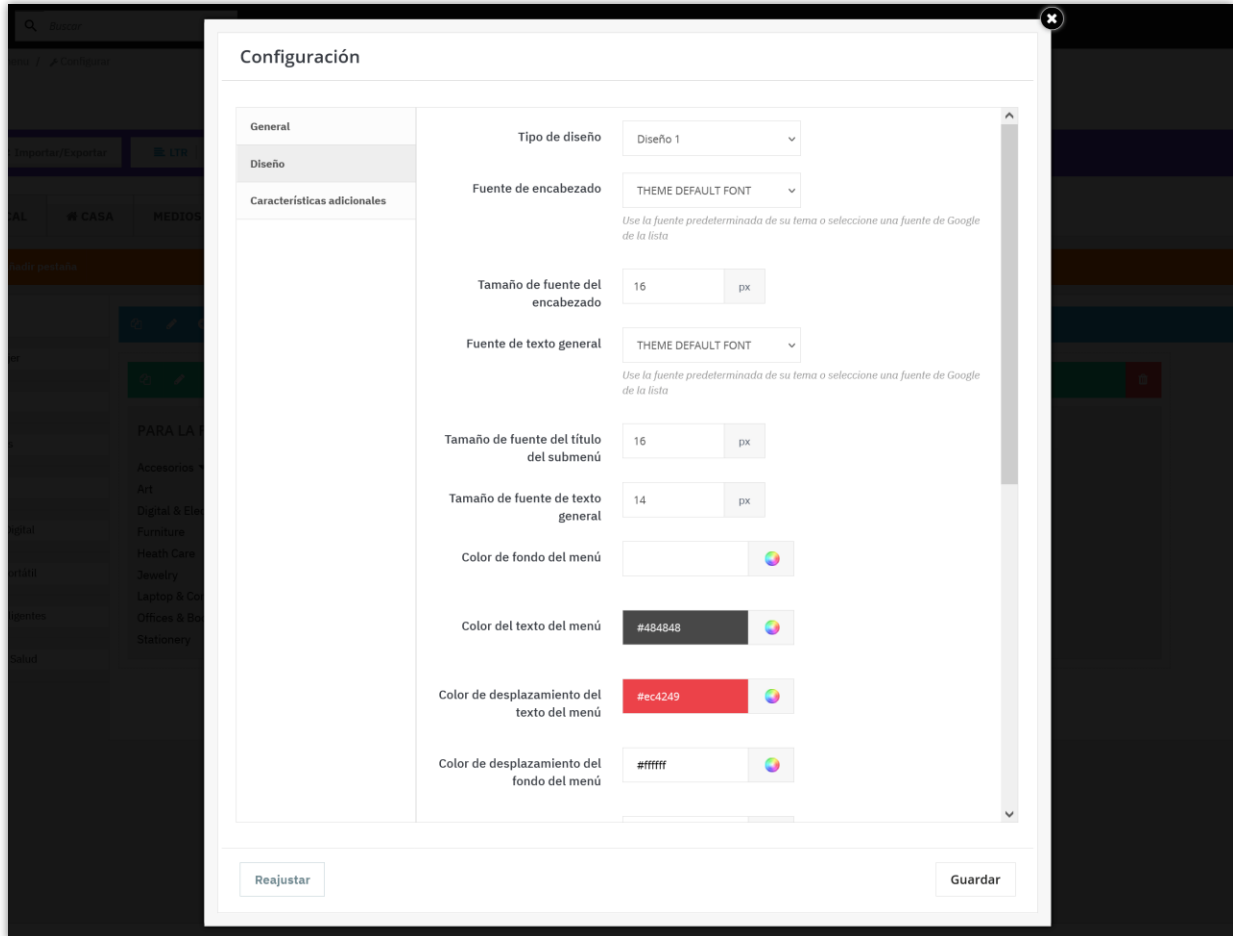 Buscar
Configurar
Configuración
General
Diseño
Características adicionales
Tipo de diseño
Diseño 1
Fuente de encabezado
THEME DEFAULT FONT
Use la fuente predeterminada de su tema o seleccione una fuente de Google
de la lista
Tamaño de fuente del
encabezado
16
px
Fuente de texto general
THEME DEFAULT FONT
Use la fuente predeterminada de su tema o seleccione una fuente de Google
de la lista
Tamaño de fuente del título
del submenú
16
px
Tamaño de fuente de texto
general
14
px
Color de fondo del menú
Color del texto del menú
#484848
Color de desplazamiento del
texto del menú
#ec4249
Color de desplazamiento del
fondo del menú
#ffffff
Reajustar
Guardar
Importar/Exportar
LTR
CASA
MEDIOS
pestaña
PARA LA
Accesorios
Art
Digital &
Furniture
Heath Care
Jewelry
Laptop &
Offices &
Stationery
Digital
Salud